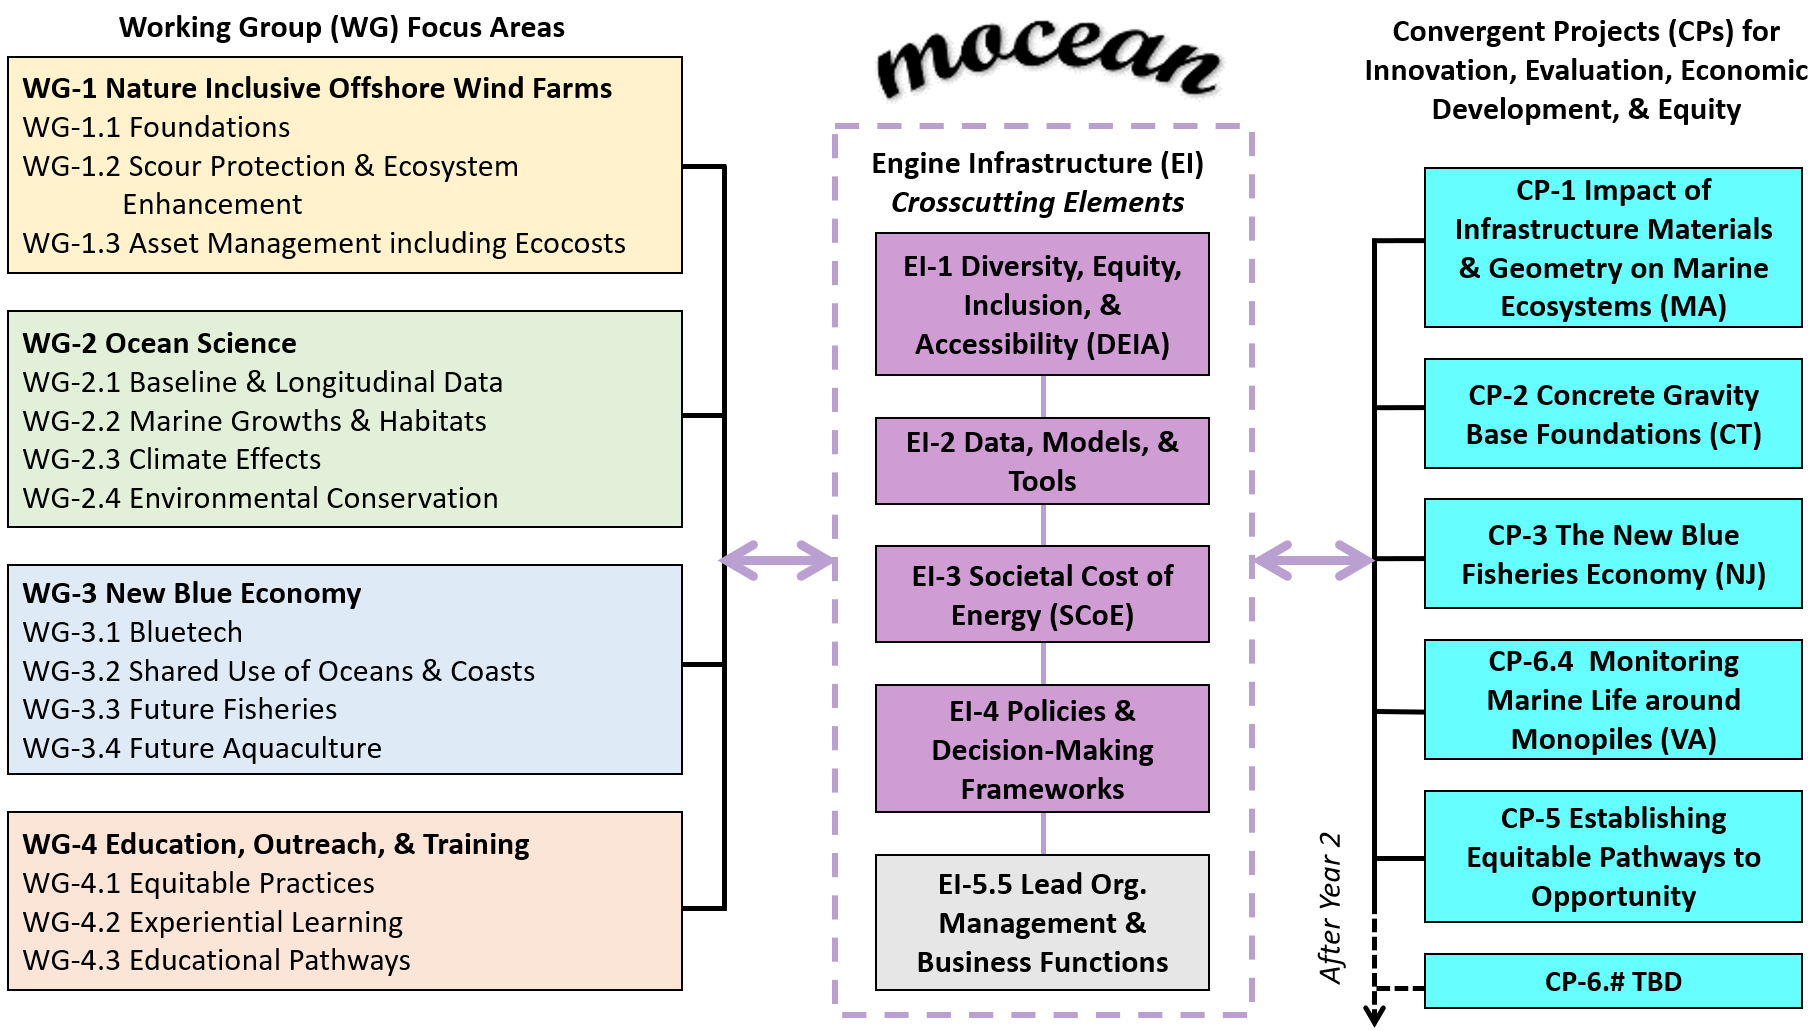 Working Group (WG) Focus Areas
WG-1 Nature Inclusive Offshore Wind Farms
WG-1.1 Foundations
WG-1.2 Scour Protection & Ecosystem
Enhancement
WG-1.3 Asset Management including Ecocosts
WG-2 Ocean Science
WG-2.1 Baseline & Longitudinal Data
WG-2.2 Marine Growths & Habitats
WG-2.3 Climate Effects
WG-2.4 Environmental Conservation
WG-3 New Blue Economy
WG-3.1 Bluetech
WG-3.2 Shared Use of Oceans & Coasts
WG-3.3 Future Fisheries
WG-3.4 Future Aquaculture
WG-4 Education, Outreach, & Training
WG-4.1 Equitable Practices
WG-4.2 Experiential Learning
WG-4.3 Educational Pathways
mocean
Engine Infrastructure (EI)
Crosscutting Elements
EI-1 Diversity, Equity,
Inclusion, &
Accessibility (DEIA)
EI-2 Data, Models, &
Tools
EI-3 Societal Cost of
Energy (SCoE)
EI-4 Policies &
Decision-Making
Frameworks
EI-5.5 Lead Org.
Management &
Business Functions
Convergent Projects (CPs) for
Innovation, Evaluation, Economic
Development, & Equity
CP-1 Impact of
Infrastructure Materials
& Geometry on Marine
Ecosystems (MA)
CP-2 Concrete Gravity
Base Foundations (CT)
CP-3 The New Blue
Fisheries Economy (NJ)
CP-6.4 Monitoring
Marine Life around
Monopiles (VA)
CP-5 Establishing
Equitable Pathways to
Opportunity
CP-6.# TBD
After Year 2